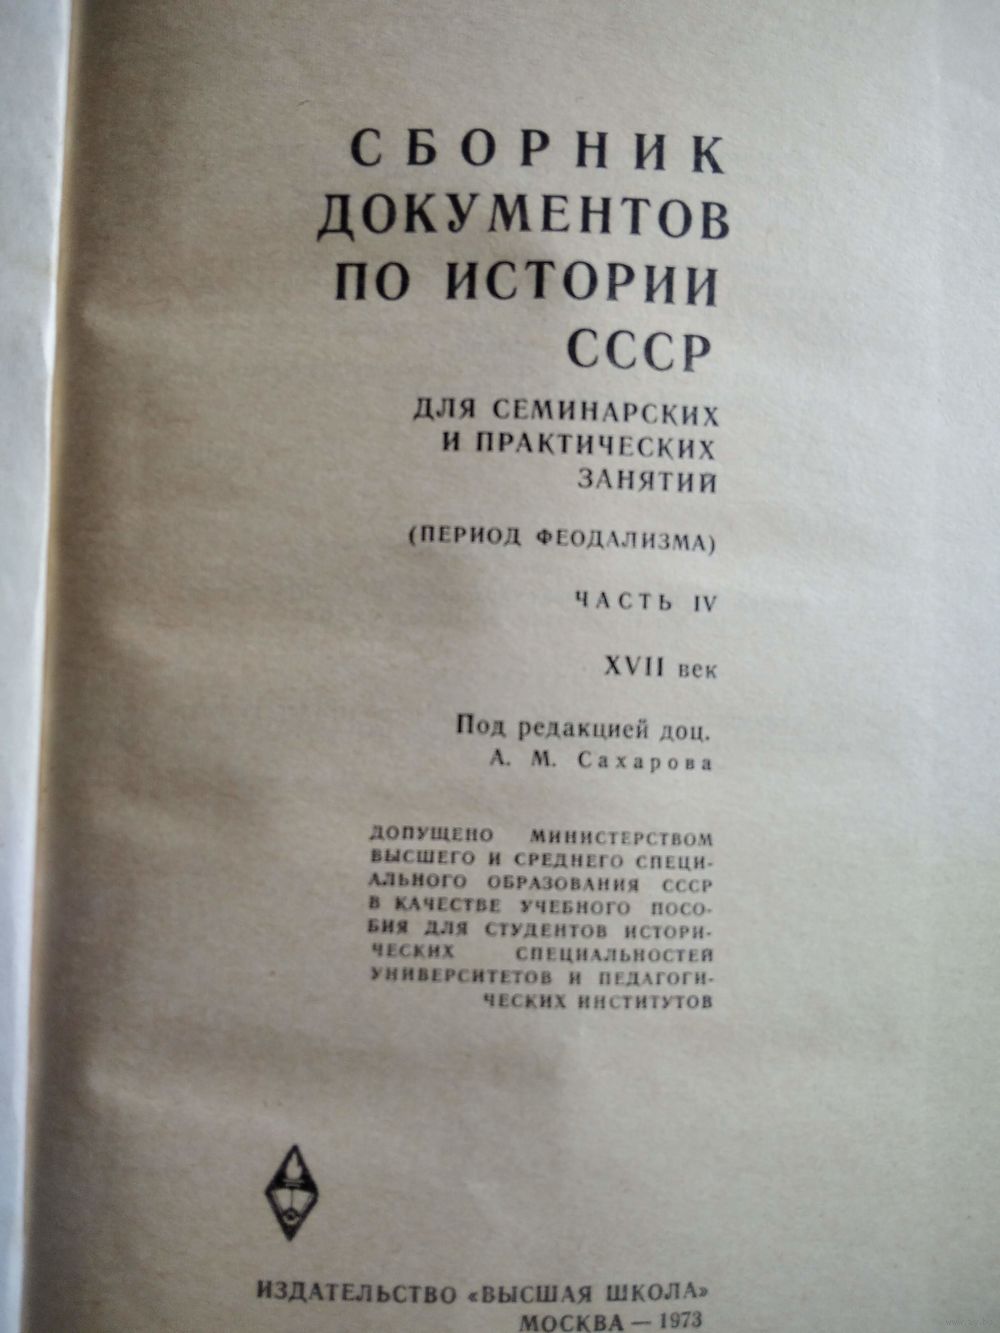 СБОРНИК
ДОКУМЕНТОВ
ПО ИСТОРИИ
СССР
ДЛЯ СЕМИНАРСКИХ
И ПРАКТИЧЕСКИХ
ЗАНЯТИЙ
(ПЕРИОД ФЕОДАЛИЗМА)
ЧАСТЬ IV
XVII век
Под редакцией доц.
А. М. Сахарова
ДОПУЩЕНО МИНИСТЕРСТВОМ
ВЫСШЕГО И СРЕДНЕГО СПЕЦИ-
АЛЬНОГО ОБРАЗОВАНИЯ СССР
В КАЧЕСТВЕ УЧЕБНОГО ПОСО-
БИЯ ДЛЯ СТУДЕНТОВ ИСТОРИ-
ЧЕСКИХ СПЕЦИАЛЬНОСТЕЙ
УНИВЕРСИТЕТОВ И ПЕДАГОГИ-
ЧЕСКИХ ИНСТИТУТОВ
ИЗДАТЕЛЬСТВО «ВЫСШАЯ ШКОЛА»
МОСКВА — 1973